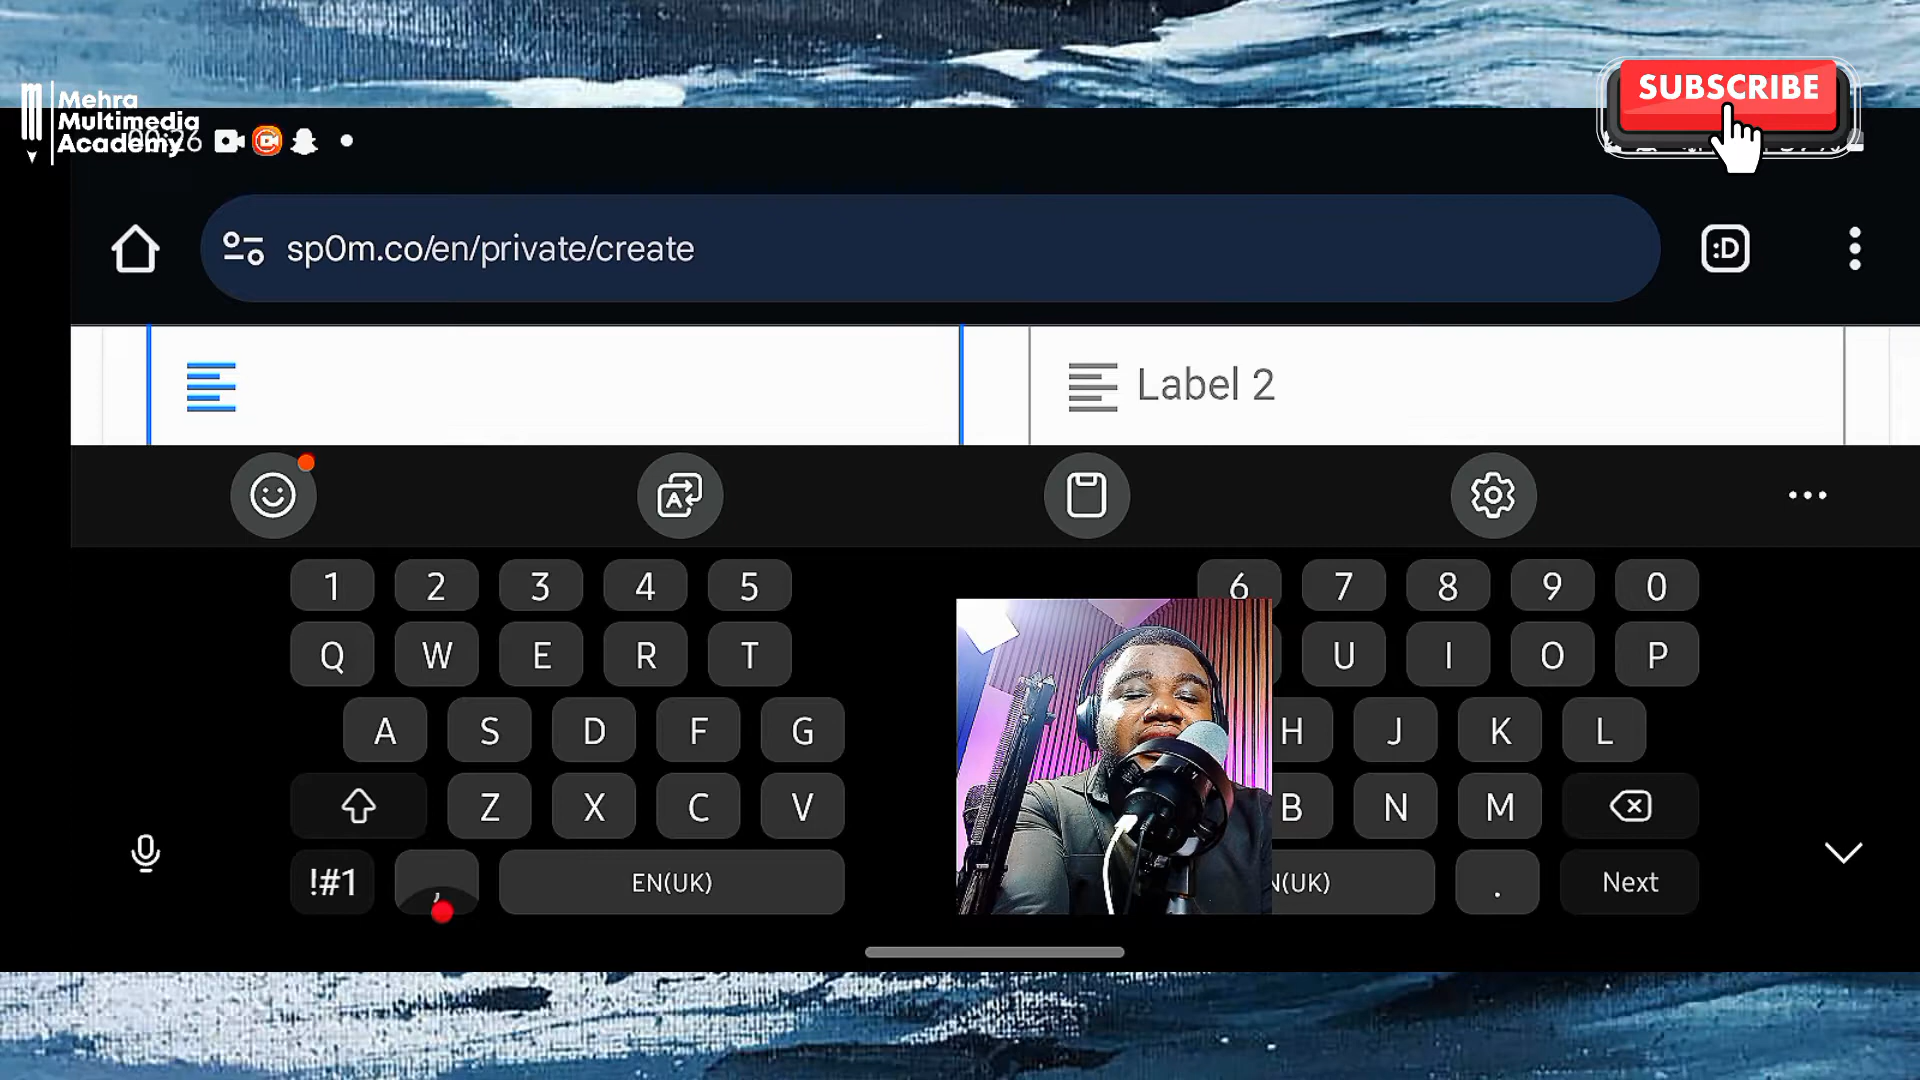 SUBSCRIBE
Mehra
Multimedia
Academy
sp0m.co/en/private/create
:D
Label 2
1 2 3 4 5 6 7 8 9 0
Q W E R T U I O P
A S D F G H J K L
Z X C V B N M
!#1 , EN(UK) (UK) . Next